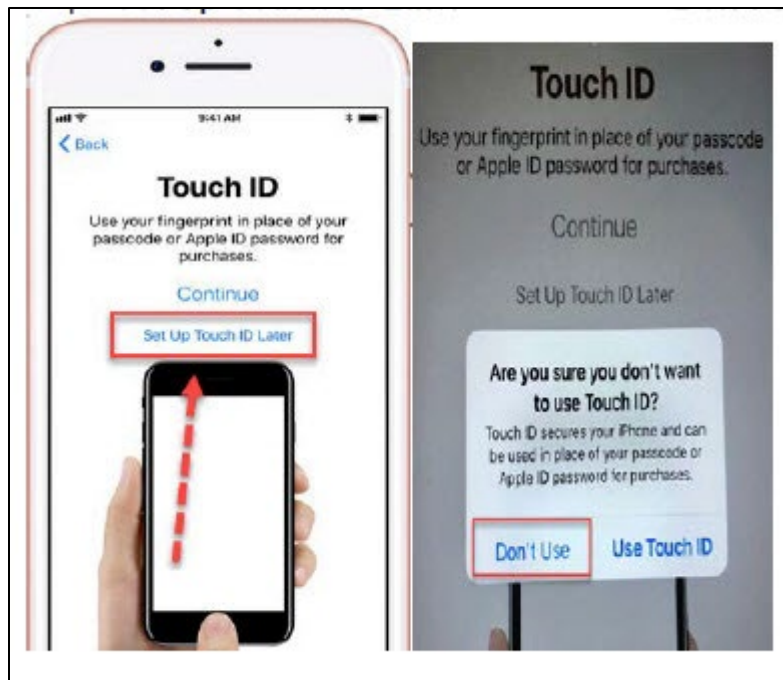 9:41 AM
Back
Touch ID
Use your fingerprint in place of your
passcode or Apple ID password for
purchases.
Continue
Set Up Touch ID Later
Touch ID
Use your fingerprint in place of your passcode
or Apple ID password for purchases.
Continue
Set Up Touch ID Later
Are you sure you don't want
to use Touch ID?
Touch ID secures your iPhone and can
be used in place of your passcode or
Apple ID password for purchases.
Don't Use
Use Touch ID